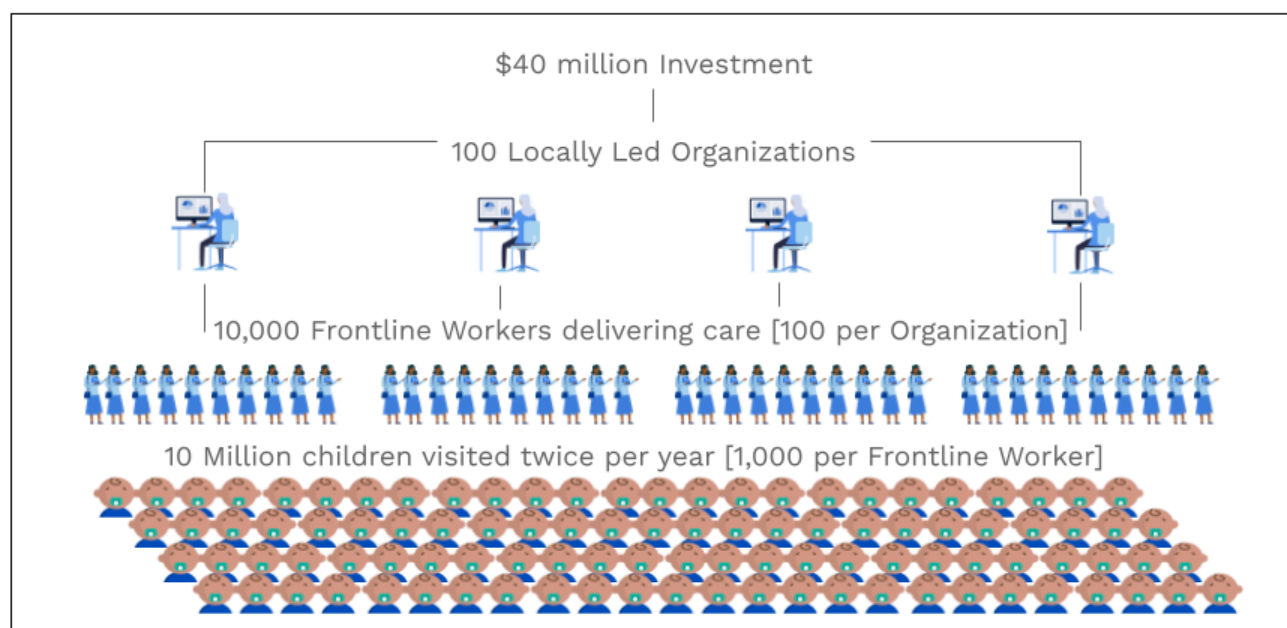 $40 million Investment
100 Locally Led Organizations
10,000 Frontline Workers delivering care [100 per Organization]
10 Million children visited twice per year [1,000 per Frontline Worker]